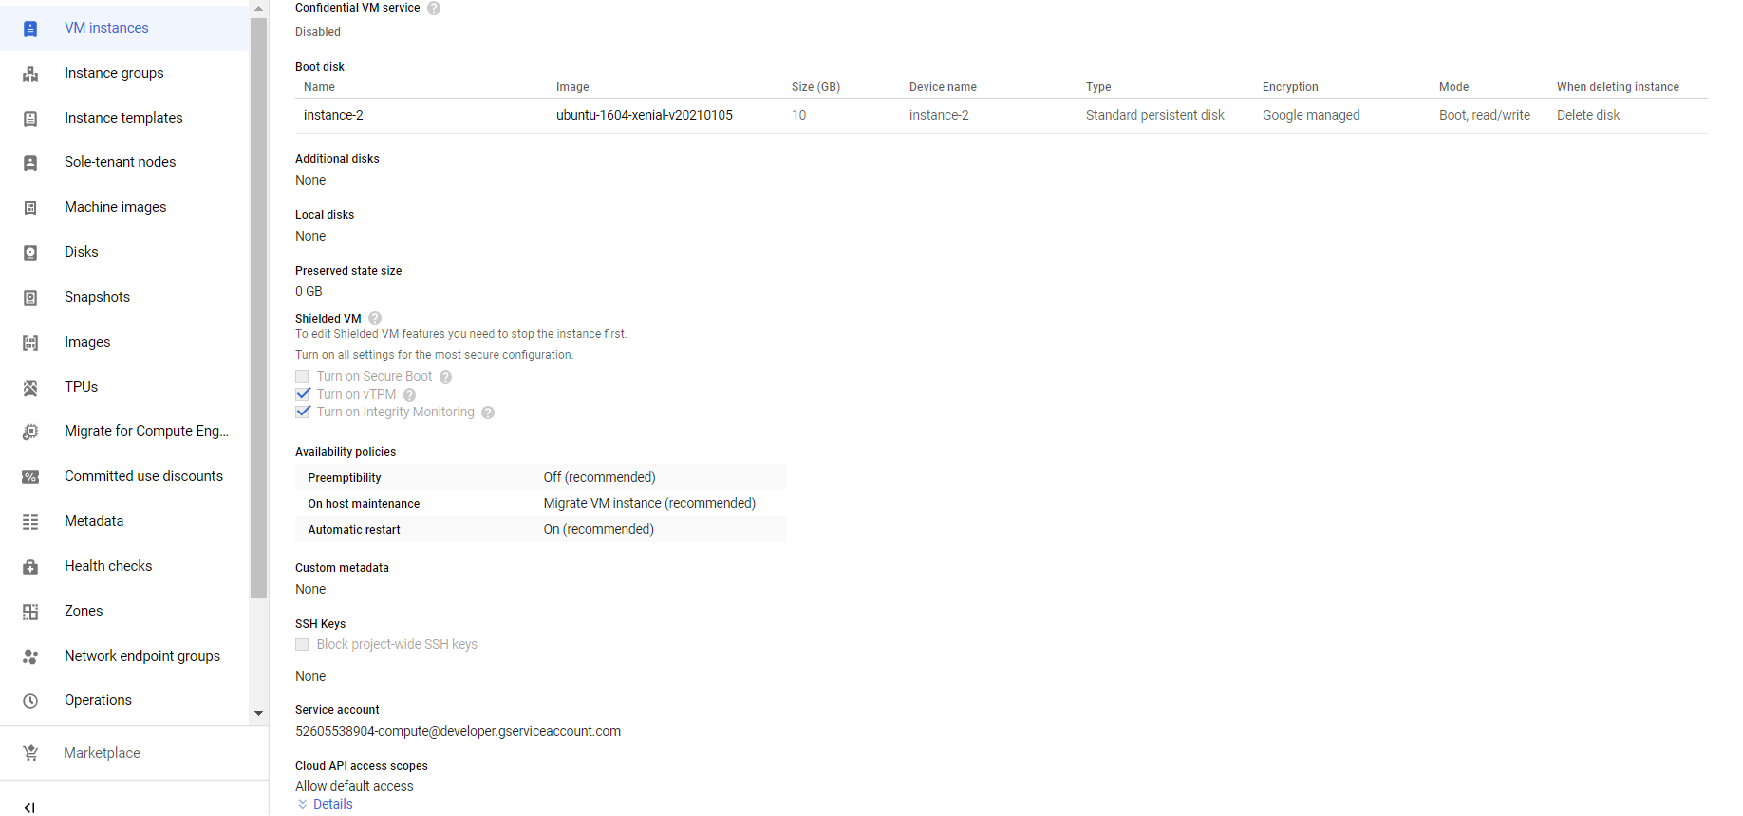 VM instances
Instance groups
Instance templates
Sole-tenant nodes
Machine images
Disks
Snapshots
Images
TPUs
Migrate for Compute Eng...
Committed use discounts
Metadata
Health checks
Zones
Network endpoint groups
Operations
Marketplace
Confidential VM service
Disabled
Boot disk
Name Image Size (GB) Device name Type Encryption Mode When deleting instance
instance-2 ubuntu-1604-xenial-v20210105 10 instance-2 Standard persistent disk Google managed Boot, read/write Delete disk
Additional disks
None
Local disks
None
Preserved state size
0 GB
Shielded VM
To edit Shielded VM features you need to stop the instance first.
Turn on all settings for the most secure configuration.
Turn on Secure Boot
Turn on vTPM
Turn on Integrity Monitoring
Availability policies
Preemptibility Off (recommended)
On host maintenance Migrate VM instance (recommended)
Automatic restart On (recommended)
Custom metadata
None
SSH Keys
Block project-wide SSH keys
None
Service account
52605538904-compute@developer.gserviceaccount.com
Cloud API access scopes
Allow default access
Details